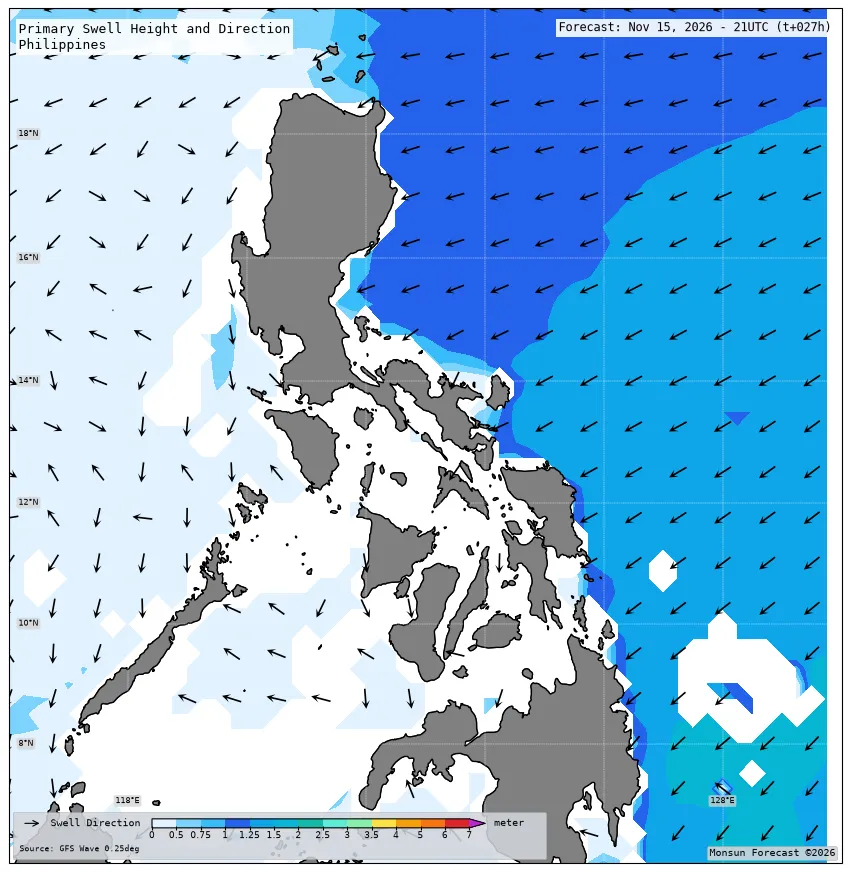 Primary Swell Height and Direction
Philippines
Forecast: Nov 15, 2026 - 21UTC (t+027h)
18°N
16°N
14°N
12°N
10°N
8°N
118°E
128°E
Swell Direction
meter
0 0.5 0.75 1 1.25 1.5 2 2.5 3 3.5 4 5 6 7
Source: GFS Wave 0.25deg
Monsun Forecast ©2026